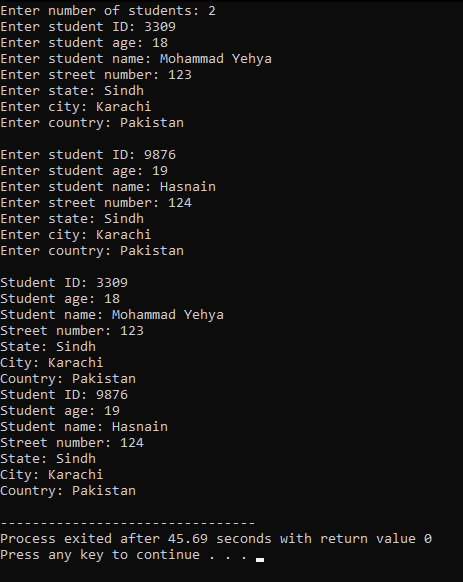 Enter number of students: 2
Enter student ID: 3309
Enter student age: 18
Enter student name: Mohammad Yehya
Enter street number: 123
Enter state: Sindh
Enter city: Karachi
Enter country: Pakistan
Enter student ID: 9876
Enter student age: 19
Enter student name: Hasnain
Enter street number: 124
Enter state: Sindh
Enter city: Karachi
Enter country: Pakistan
Student ID: 3309
Student age: 18
Student name: Mohammad Yehya
Street number: 123
State: Sindh
City: Karachi
Country: Pakistan
Student ID: 9876
Student age: 19
Student name: Hasnain
Street number: 124
State: Sindh
City: Karachi
Country: Pakistan
--------------------------------
Process exited after 45.69 seconds with return value 0
Press any key to continue . . .